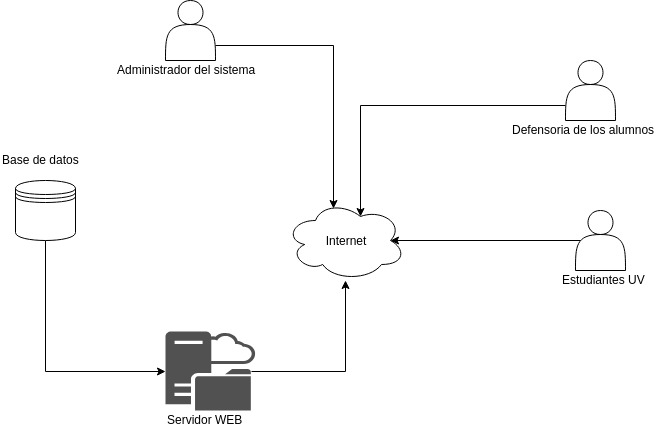 Administrador del sistema
Defensoria de los alumnos
Base de datos
Internet
Estudiantes UV
Servidor WEB